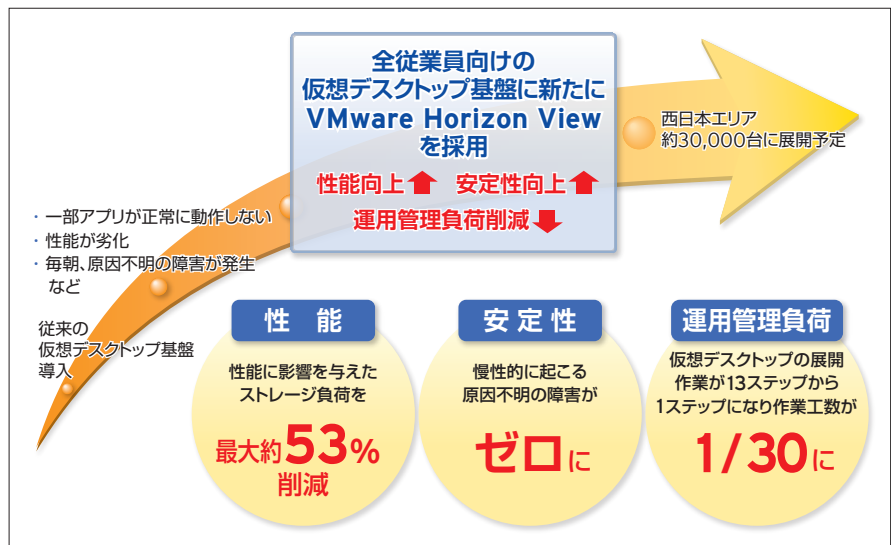 全従業員向けの
仮想デスクトップ基盤に新たに
VMware Horizon View
を採用
性能向上 安定性向上
運用管理負荷削減
西日本エリア
約30,000台に展開予定
・一部アプリが正常に動作しない
・性能が劣化
・毎朝、原因不明の障害が発生
など
従来の
仮想デスクトップ基盤
導入
性 能
性能に影響を与えた
ストレージ負荷を
最大約53%
削減
安定性
慢性的に起こる
原因不明の障害が
ゼロに
運用管理負荷
仮想デスクトップの展開
作業が13ステップから
1ステップになり作業工数が
1/30に